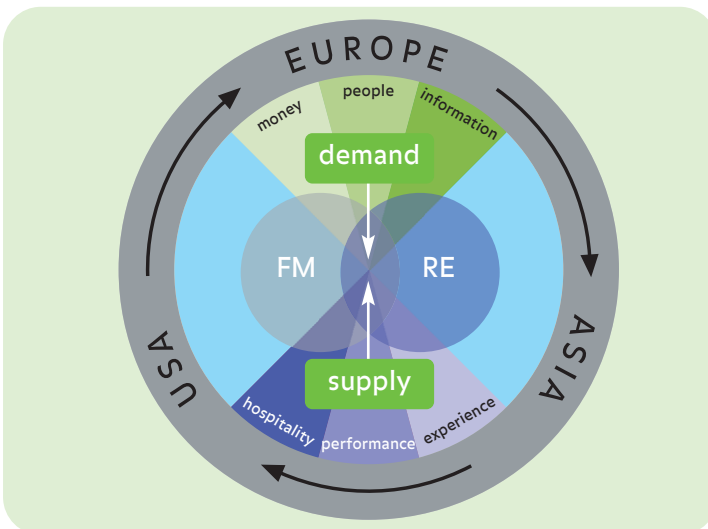 EUROPE
money
people
information
demand
FM
RE
USA
ASIA
supply
hospitality
performance
experience